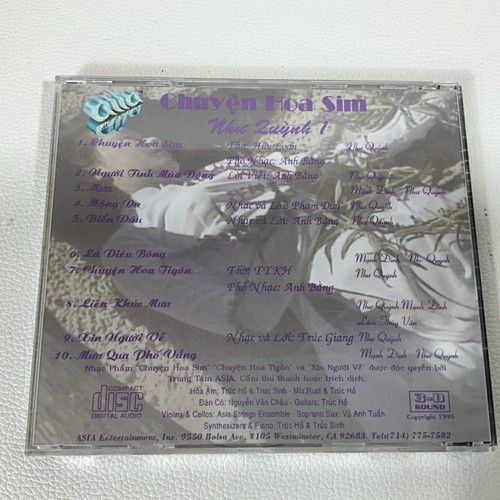 asia
Chuyện Hoa Sim
Như Quỳnh 1
1. Chuyện Hoa Sim Thơ: Hữu Loan Như Quỳnh
Phổ Nhạc: Anh Bằng
2. Người Tình Mùa Đông Lời Việt: Anh Bằng Như Quỳnh
3. Mưa Mạnh Đình Như Quỳnh
4. Mộng Du Nhạc và Lời: Phạm Duy Như Quỳnh
5. Biển Dâu Nhạc và Lời: Anh Bằng Như Quỳnh
6. Lá Diêu Bông Mạnh Đình Như Quỳnh
7. Chuyện Hoa Tigôn Thơ: TTKH Như Quỳnh
Phổ Nhạc: Anh Bằng
8. Liên Khúc Mưa Như Quỳnh Mạnh Đình
Lâm Thúy Vân
9. Xin Người Về Nhạc và Lời: Trúc Giang Như Quỳnh
10. Mưa Qua Phố Vắng Mạnh Đình Như Quỳnh
Nhạc Phẩm "Chuyện Hoa Sim" "Chuyện Hoa Tigôn" và "Xin Người Về" được độc quyền bởi
Trung Tâm ASIA. Cấm thu thanh hoặc trích dịch.
Hòa Âm: Trúc Hồ & Trúc Sinh - Mix: Rudi & Trúc Hồ
Đàn Cò: Nguyễn Văn Châu - Guitars: Trúc Hồ
Violins & Cellos: Asia Strings Ensemble - Soprano Sax: Vũ Anh Tuấn
Synthesizers & Piano: Trúc Hồ & Trúc Sinh
COMPACT
disc
DIGITAL AUDIO
3-D
SOUND
Copyright 1995
ASIA Entertainment, Inc. 9550 Bolsa Ave, #105 Westminster, CA 92683 Tel(714) 775-7582